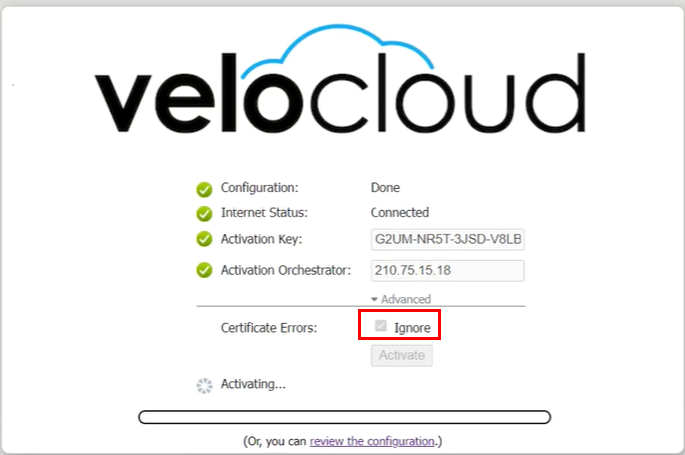 velocloud
Configuration: Done
Internet Status: Connected
Activation Key: G2UM-NR5T-3JSD-V8LB
Activation Orchestrator: 210.75.15.18
Advanced
Certificate Errors: Ignore
Activate
Activating...
(Or, you can review the configuration.)